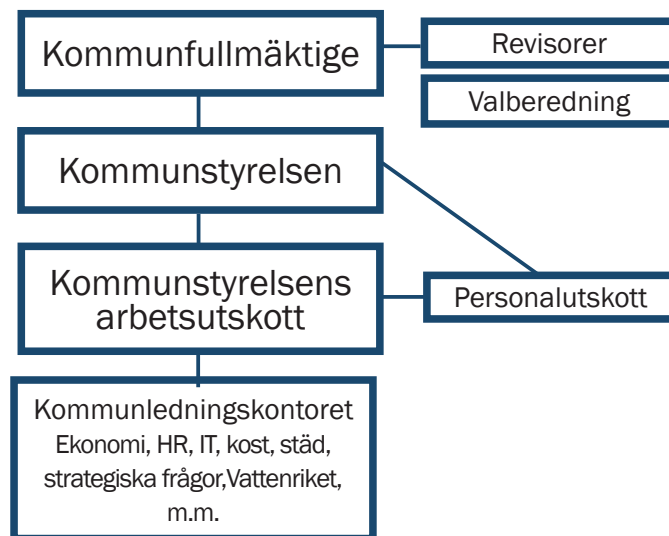 Kommunfullmäktige
Revisorer
Valberedning
Kommunstyrelsen
Kommunstyrelsens
arbetsutskott
Personalutskott
Kommunledningskontoret
Ekonomi, HR, IT, kost, städ,
strategiska frågor,Vattenriket,
m.m.